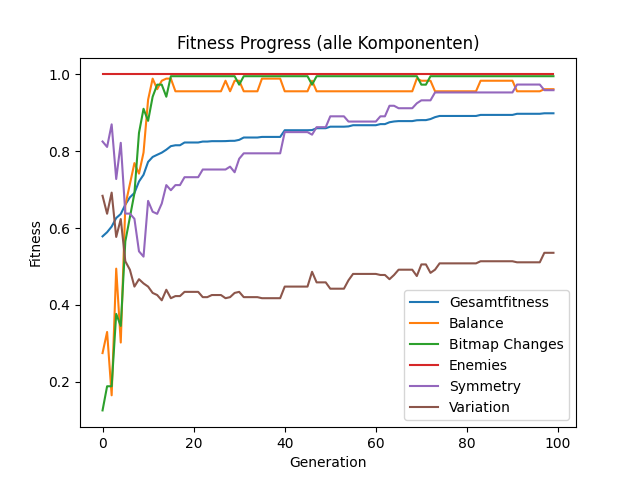 Fitness Progress (alle Komponenten)
1.0
0.8
0.6
0.4
0.2
Fitness
0
20
40
60
80
100
Generation
Gesamtfitness
Balance
Bitmap Changes
Enemies
Symmetry
Variation